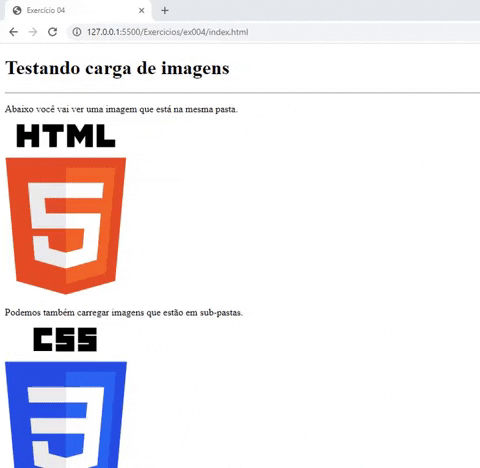 Exercício 04
127.0.0.1:5500/Exercicios/ex004/index.html
Testando carga de imagens
Abaixo você vai ver uma imagem que está na mesma pasta.
HTML
5
Podemos também carregar imagens que estão em sub-pastas.
CSS
3